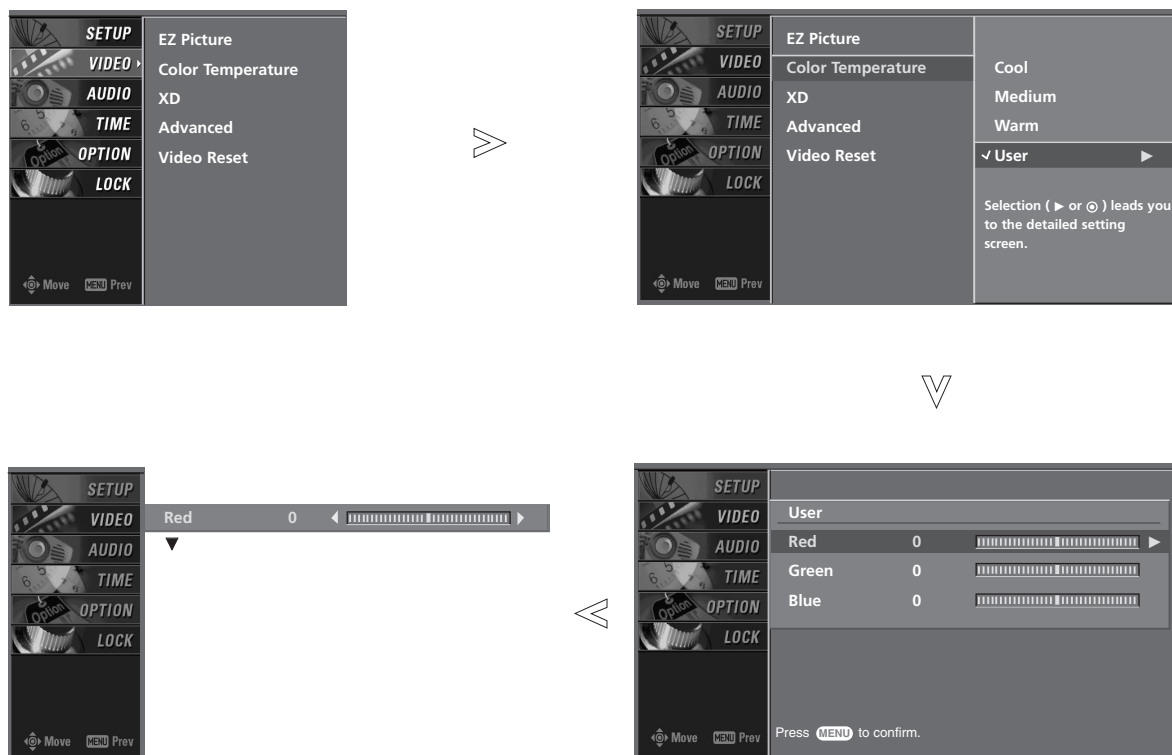 SETUP
VIDEO
AUDIO
TIME
OPTION
LOCK
Move MENU Prev
EZ Picture
Color Temperature
XD
Advanced
Video Reset
SETUP
VIDEO
AUDIO
TIME
OPTION
LOCK
Move MENU Prev
EZ Picture
Color Temperature
XD
Advanced
Video Reset
Cool
Medium
Warm
✓ User ►
Selection ( ► or ◉ ) leads you
to the detailed setting
screen.
SETUP
VIDEO
AUDIO
TIME
OPTION
LOCK
Move MENU Prev
Red 0
SETUP
VIDEO
AUDIO
TIME
OPTION
LOCK
Move MENU Prev
User
Red 0
Green 0
Blue 0
Press MENU to confirm.